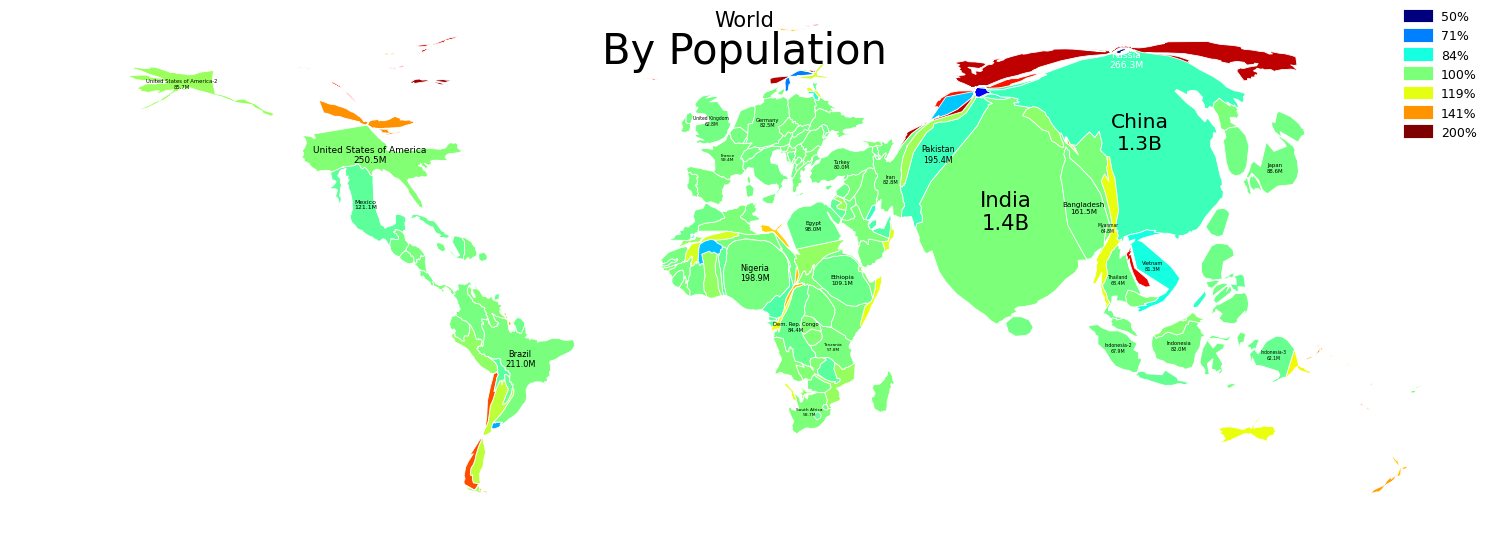 World
By Population
50%
71%
84%
100%
119%
141%
200%
United States of America-2
85.7M
Russia
266.3M
United Kingdom
62.8M
Germany
82.5M
China
1.3B
United States of America
250.5M
France
59.4M
Turkey
80.0M
Pakistan
195.4M
Iran
82.8M
Japan
88.6M
Mexico
121.1M
India
1.4B
Bangladesh
161.5M
Egypt
98.0M
Myanmar
64.8M
Nigeria
198.9M
Ethiopia
109.1M
Vietnam
81.3M
Thailand
68.4M
Dem. Rep. Congo
84.4M
Tanzania
57.8M
Indonesia-2
67.9M
Indonesia
82.0M
Indonesia-3
62.1M
Brazil
211.0M
South Africa
58.7M